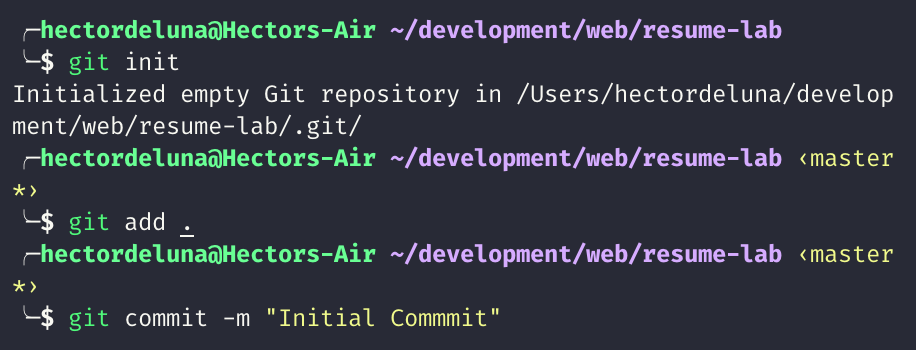 ╭─hectordeluna@Hectors-Air ~/development/web/resume-lab
╰─$ git init
Initialized empty Git repository in /Users/hectordeluna/develop
ment/web/resume-lab/.git/
╭─hectordeluna@Hectors-Air ~/development/web/resume-lab ‹master
*›
╰─$ git add .
╭─hectordeluna@Hectors-Air ~/development/web/resume-lab ‹master
*›
╰─$ git commit -m "Initial Commmit"